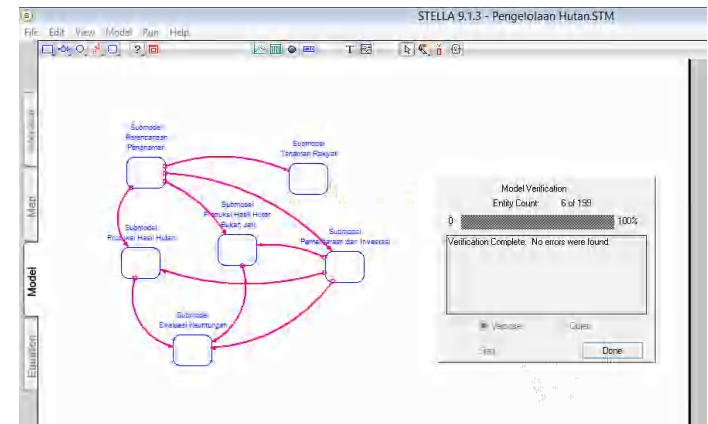 STELLA 9.1.3 - Pengelolaan Hutan.STM
File Edit View Model Run Help
Map
Model
Equation
Submodel
Perencanaan
Penanaman
Submodel
Tanaman Rakyat
Submodel
Produksi Hasil Hutan
Submodel
Produksi Hasil Hutan
Bukan Jati
Submodel
Pemeliharaan dan Investasi
Submodel
Evaluasi Keuntungan
Model Verification
Entity Count: 6 of 199
0 100%
Verification Complete. No errors were found.
Verbose Quiet
Done